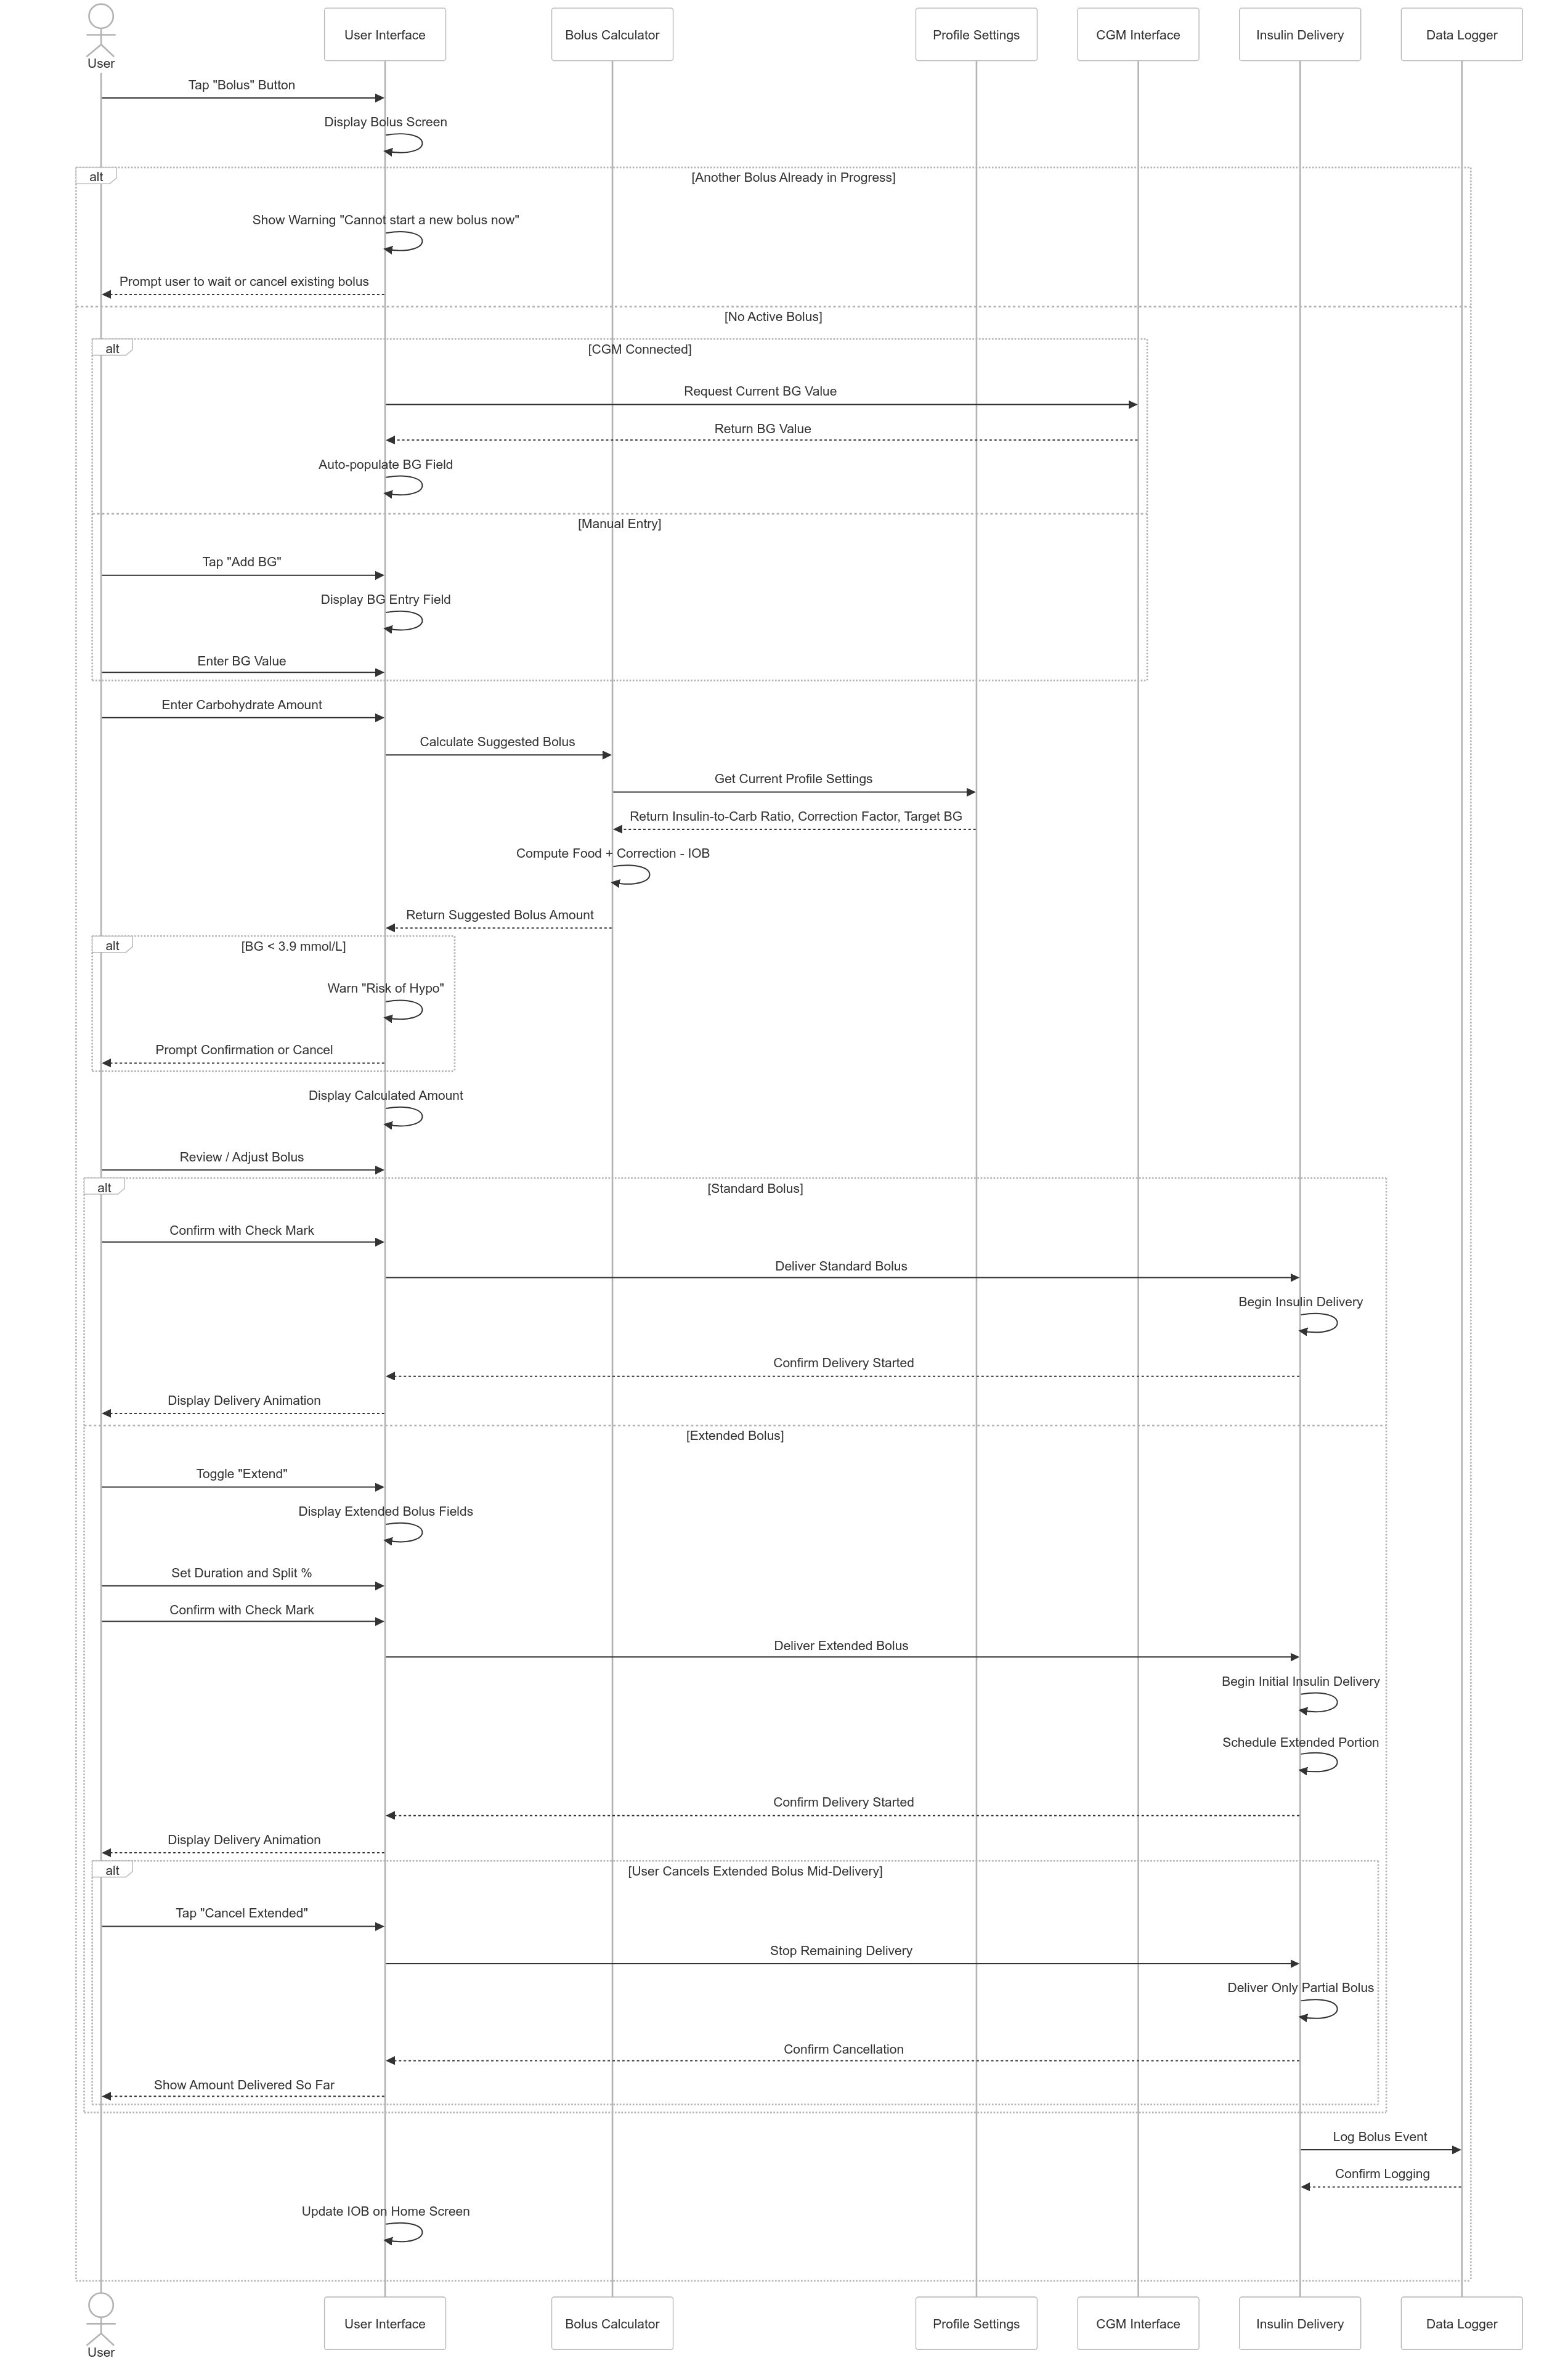 User
User Interface
Bolus Calculator
Profile Settings
CGM Interface
Insulin Delivery
Data Logger
Tap "Bolus" Button
Display Bolus Screen
alt
[Another Bolus Already in Progress]
Show Warning "Cannot start a new bolus now"
Prompt user to wait or cancel existing bolus
[No Active Bolus]
alt
[CGM Connected]
Request Current BG Value
Return BG Value
Auto-populate BG Field
[Manual Entry]
Tap "Add BG"
Display BG Entry Field
Enter BG Value
Enter Carbohydrate Amount
Calculate Suggested Bolus
Get Current Profile Settings
Return Insulin-to-Carb Ratio, Correction Factor, Target BG
Compute Food + Correction - IOB
Return Suggested Bolus Amount
alt
[BG < 3.9 mmol/L]
Warn "Risk of Hypo"
Prompt Confirmation or Cancel
Display Calculated Amount
Review / Adjust Bolus
alt
[Standard Bolus]
Confirm with Check Mark
Deliver Standard Bolus
Begin Insulin Delivery
Confirm Delivery Started
Display Delivery Animation
[Extended Bolus]
Toggle "Extend"
Display Extended Bolus Fields
Set Duration and Split %
Confirm with Check Mark
Deliver Extended Bolus
Begin Initial Insulin Delivery
Schedule Extended Portion
Confirm Delivery Started
Display Delivery Animation
alt
[User Cancels Extended Bolus Mid-Delivery]
Tap "Cancel Extended"
Stop Remaining Delivery
Deliver Only Partial Bolus
Confirm Cancellation
Show Amount Delivered So Far
Log Bolus Event
Confirm Logging
Update IOB on Home Screen
User
User Interface
Bolus Calculator
Profile Settings
CGM Interface
Insulin Delivery
Data Logger